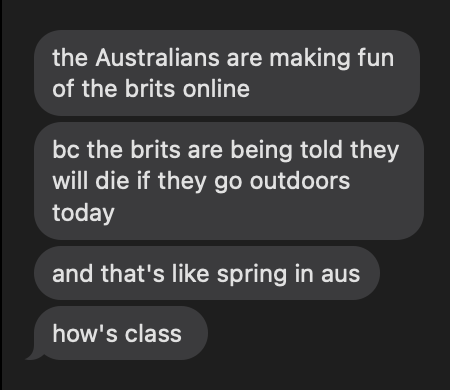 the Australians are making fun
of the brits online
bc the brits are being told they
will die if they go outdoors
today
and that's like spring in aus
how's class